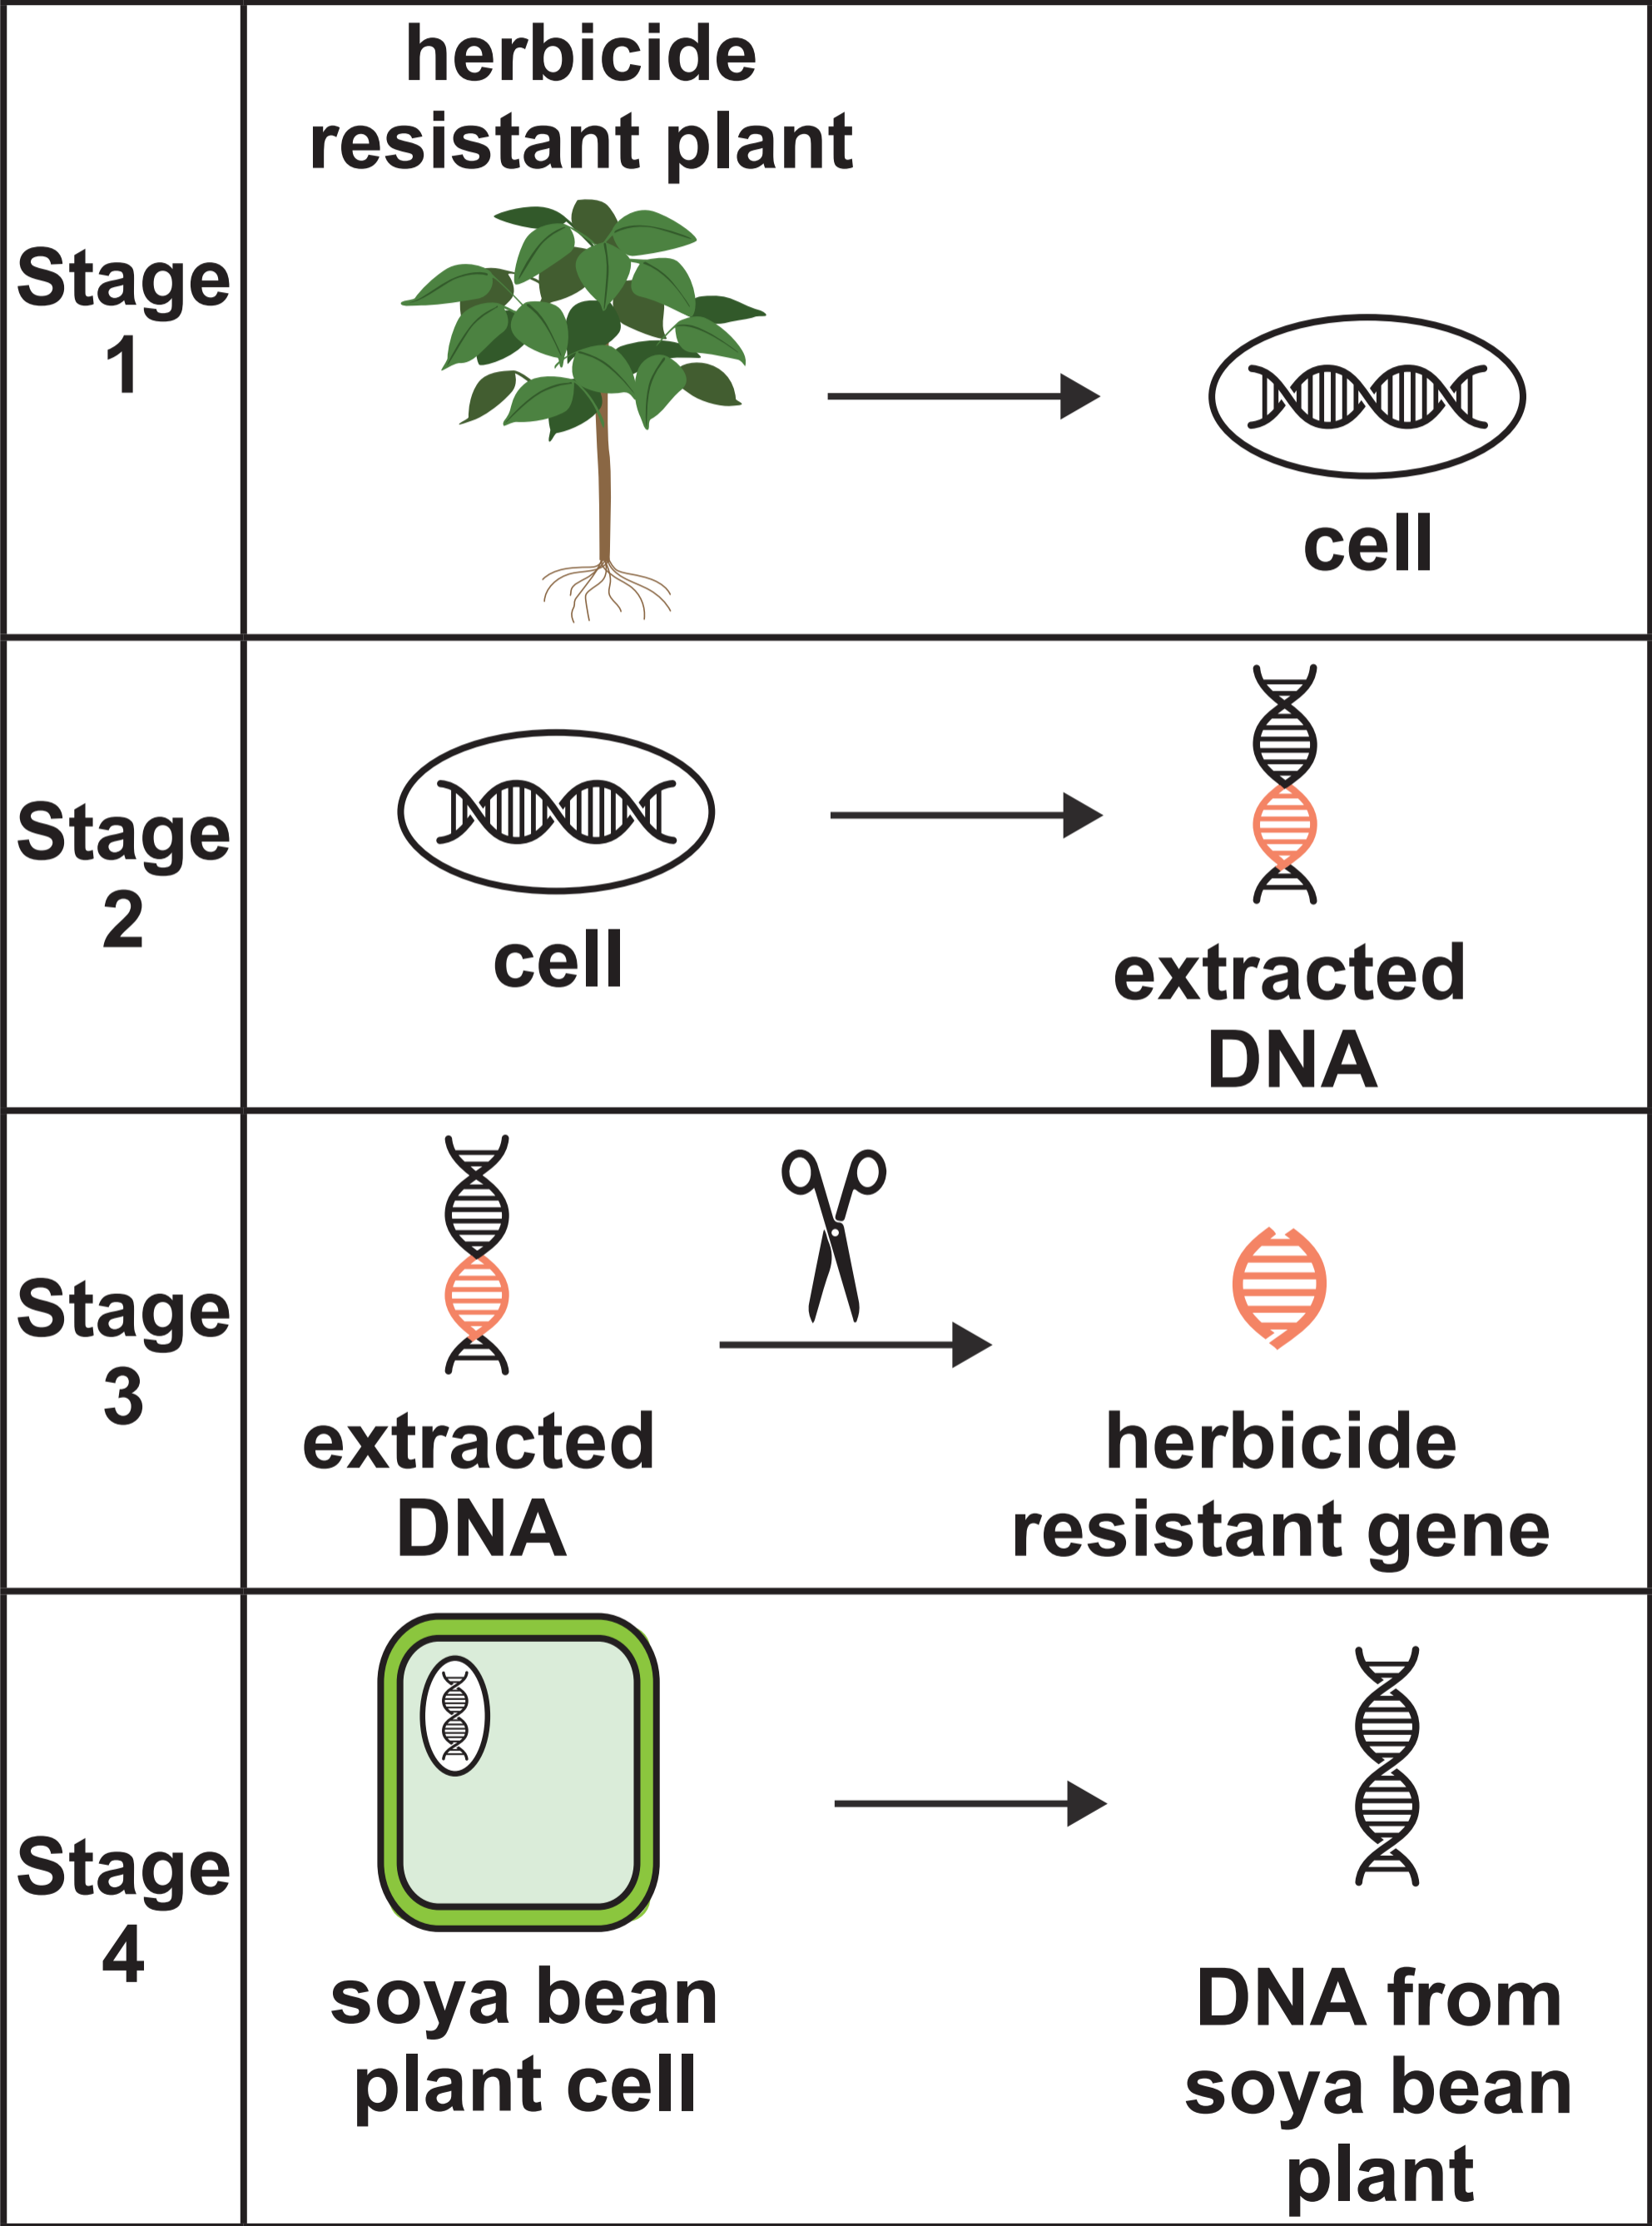 Stage
1
herbicide
resistant plant
cell
Stage
2
cell
extracted
DNA
Stage
3
extracted
DNA
herbicide
resistant gene
Stage
4
soya bean
plant cell
DNA from
soya bean
plant